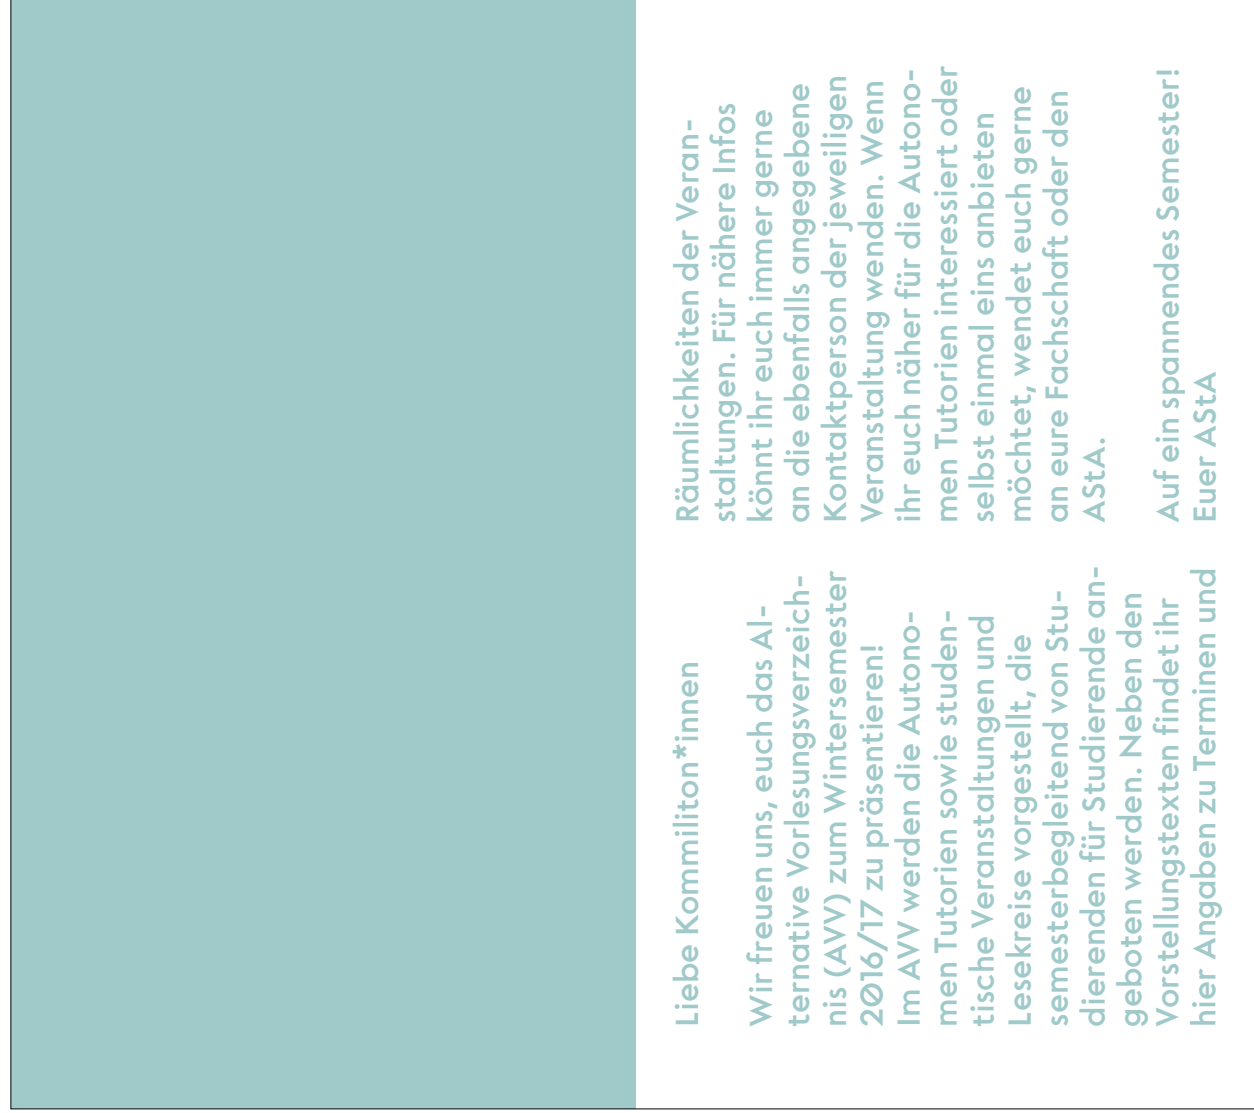 Liebe Kommiliton*innen
Wir freuen uns, euch das Al-
ternative Vorlesungsverzeich-
nis (AVV) zum Wintersemester
2016/17 zu präsentieren!
Im AVV werden die Autono-
men Tutorien sowie studen-
tische Veranstaltungen und
Lesekreise vorgestellt, die
semesterbegleitend von Stu-
dierenden für Studierende an-
geboten werden. Neben den
Vorstellungstexten findet ihr
hier Angaben zu Terminen und
Räumlichkeiten der Veran-
staltungen. Für nähere Infos
könnt ihr euch immer gerne
an die ebenfalls angegebene
Kontaktperson der jeweiligen
Veranstaltung wenden. Wenn
ihr euch näher für die Autono-
men Tutorien interessiert oder
selbst einmal eins anbieten
möchtet, wendet euch gerne
an eure Fachschaft oder den
AStA.
Auf ein spannendes Semester!
Euer AStA